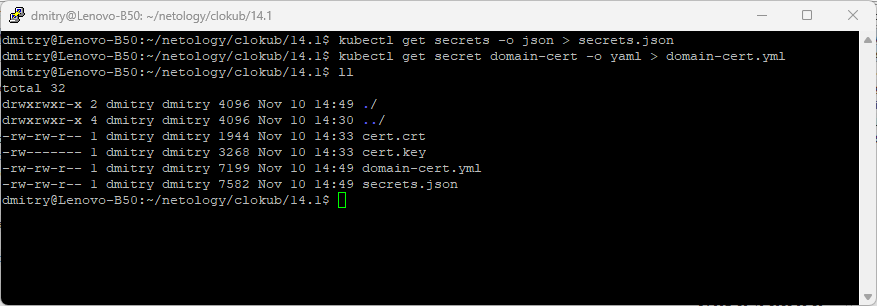 dmitry@Lenovo-B50: ~/netology/clokub/14.1
dmitry@Lenovo-B50:~/netology/clokub/14.1$ kubectl get secrets -o json > secrets.json
dmitry@Lenovo-B50:~/netology/clokub/14.1$ kubectl get secret domain-cert -o yaml > domain-cert.yml
dmitry@Lenovo-B50:~/netology/clokub/14.1$ ll
total 32
drwxrwxr-x 2 dmitry dmitry 4096 Nov 10 14:49 ./
drwxrwxr-x 4 dmitry dmitry 4096 Nov 10 14:30 ../
-rw-rw-r-- 1 dmitry dmitry 1944 Nov 10 14:33 cert.crt
-rw------- 1 dmitry dmitry 3268 Nov 10 14:33 cert.key
-rw-rw-r-- 1 dmitry dmitry 7199 Nov 10 14:49 domain-cert.yml
-rw-rw-r-- 1 dmitry dmitry 7582 Nov 10 14:49 secrets.json
dmitry@Lenovo-B50:~/netology/clokub/14.1$